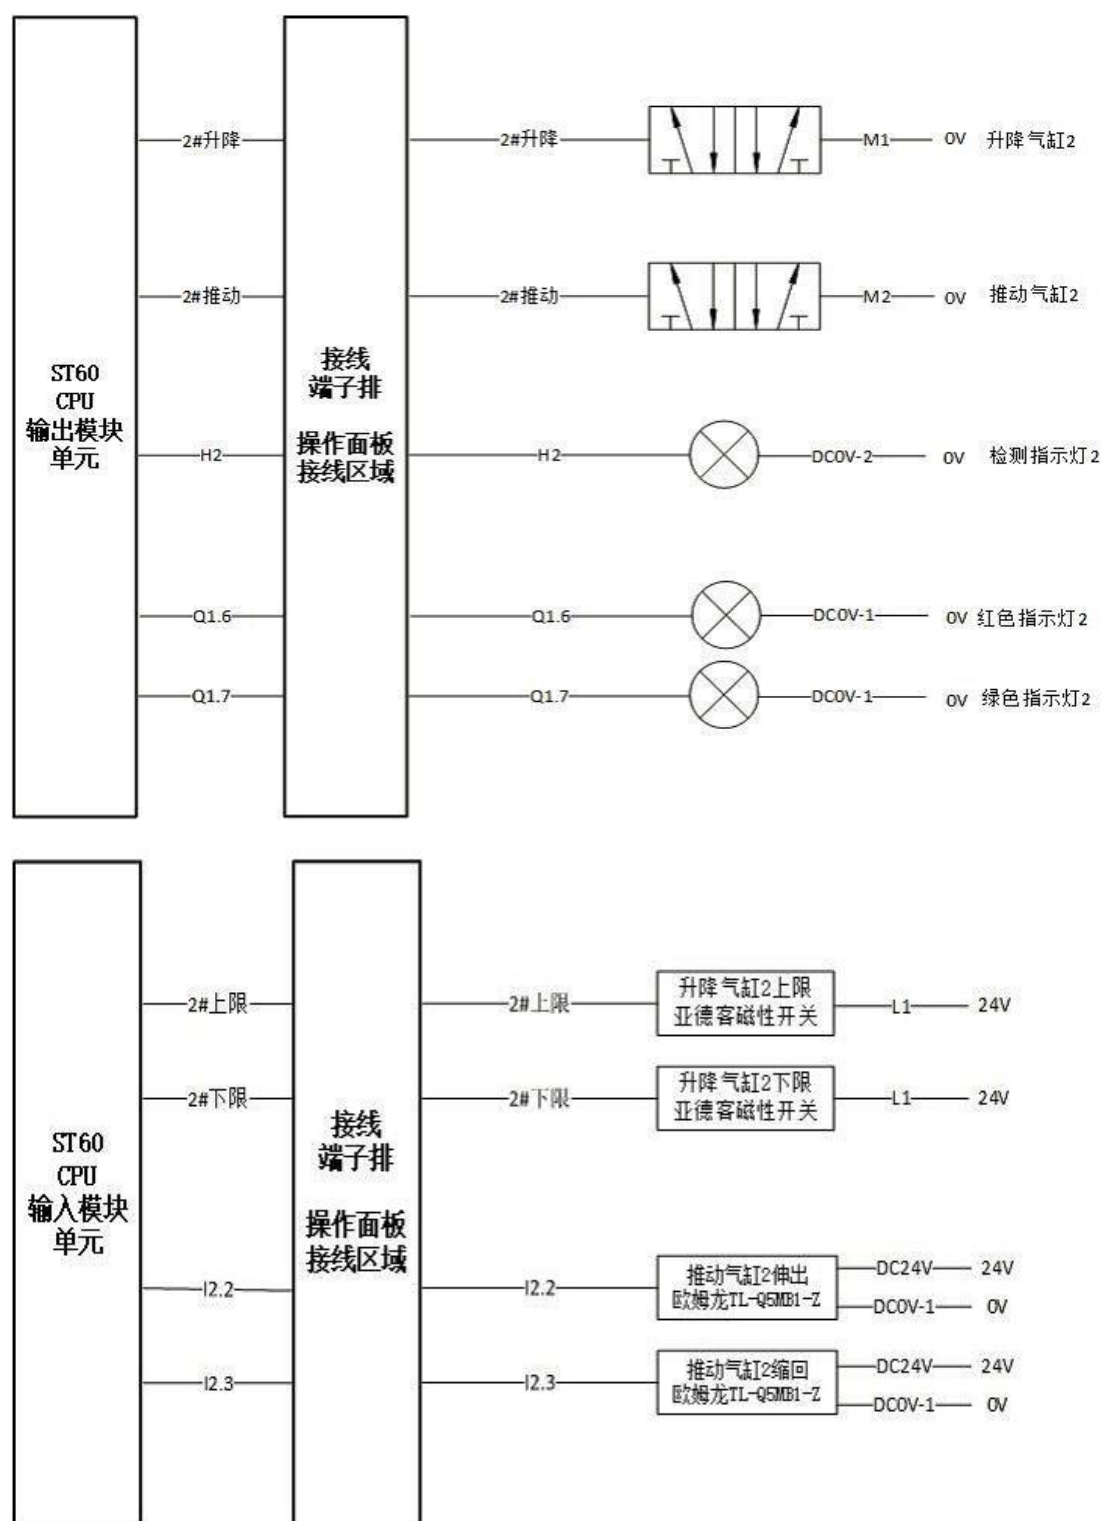 2#升降 2#升降 M1 0V 升降气缸2
2#推动 2#推动 M2 0V 推动气缸2
ST60
CPU
输出模块
单元
接线
端子排
操作面板
接线区域
H2 H2 DC0V-2 0V 检测指示灯2
Q1.6 Q1.6 DC0V-1 0V 红色指示灯2
Q1.7 Q1.7 DC0V-1 0V 绿色指示灯2
2#上限 2#上限
升降气缸2上限
亚德客磁性开关
L1 24V
2#下限 2#下限
升降气缸2下限
亚德客磁性开关
L1 24V
ST60
CPU
输入模块
单元
接线
端子排
操作面板
接线区域
I2.2 I2.2
推动气缸2伸出
欧姆龙TL-Q5MB1-Z
DC24V 24V
DC0V-1 0V
I2.3 I2.3
推动气缸2缩回
欧姆龙TL-Q5MB1-Z
DC24V 24V
DC0V-1 0V